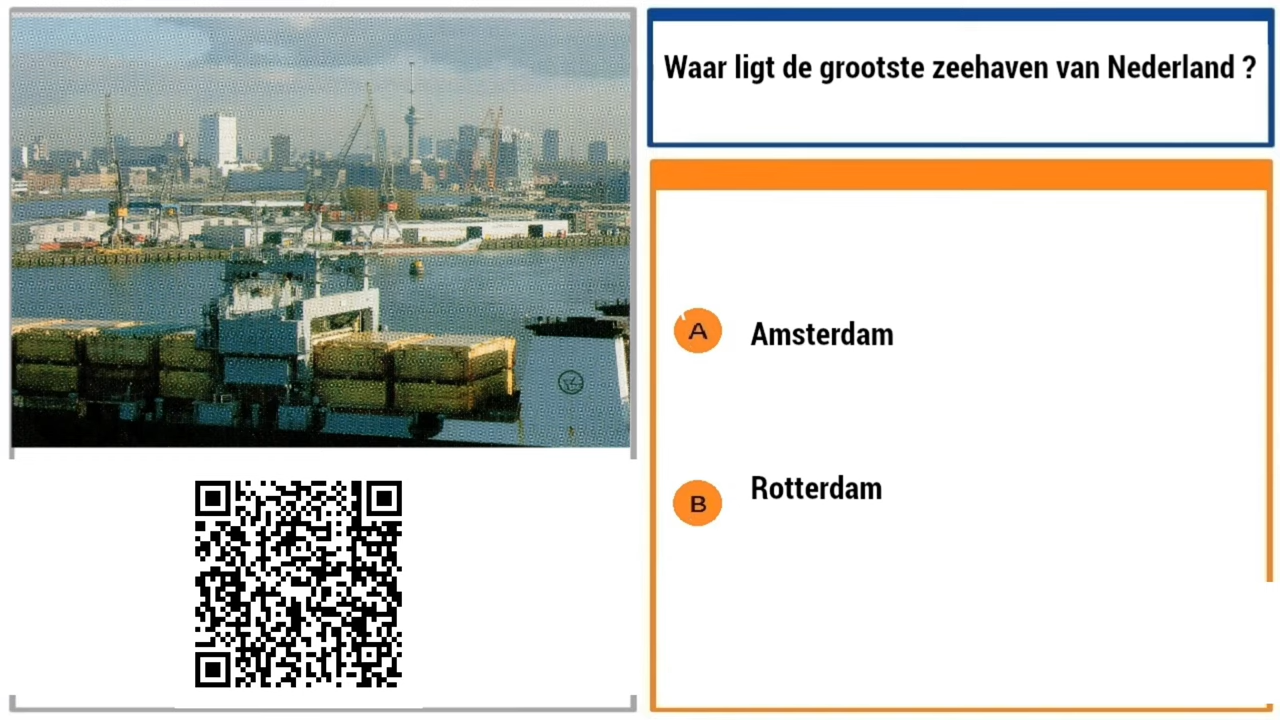 Waar ligt de grootste zeehaven van Nederland ?
A Amsterdam
B Rotterdam